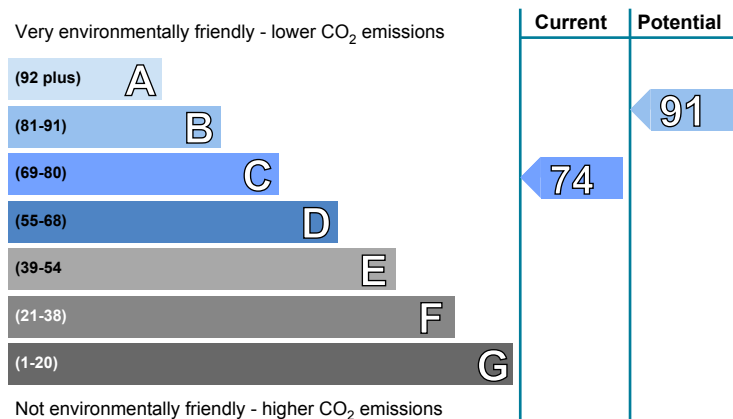 Current Potential
Very environmentally friendly - lower CO2 emissions
(92 plus) A
(81-91) B 91
(69-80) C 74
(55-68) D
(39-54 E
(21-38) F
(1-20) G
Not environmentally friendly - higher CO2 emissions